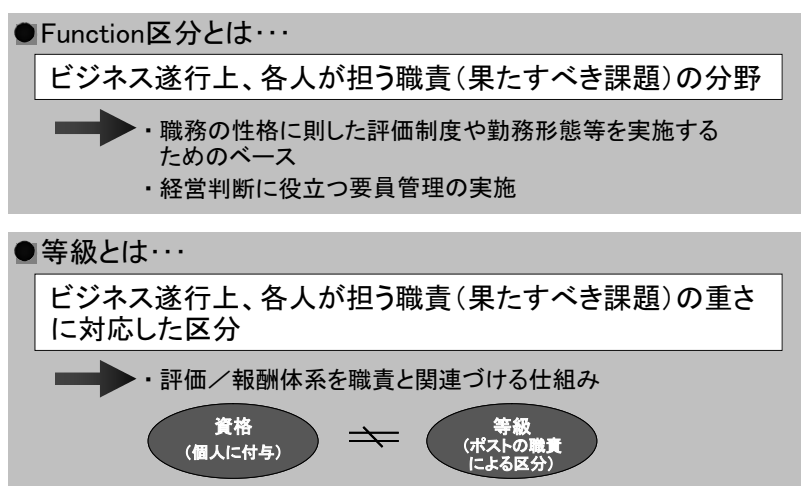 ●Function区分とは・・・
ビジネス遂行上、各人が担う職責（果たすべき課題）の分野
・職務の性格に則した評価制度や勤務形態等を実施する
ためのベース
・経営判断に役立つ要員管理の実施
●等級とは・・・
ビジネス遂行上、各人が担う職責（果たすべき課題）の重さ
に対応した区分
・評価／報酬体系を職責と関連づける仕組み
資格
（個人に付与）
≠
等級
（ポストの職責
による区分）